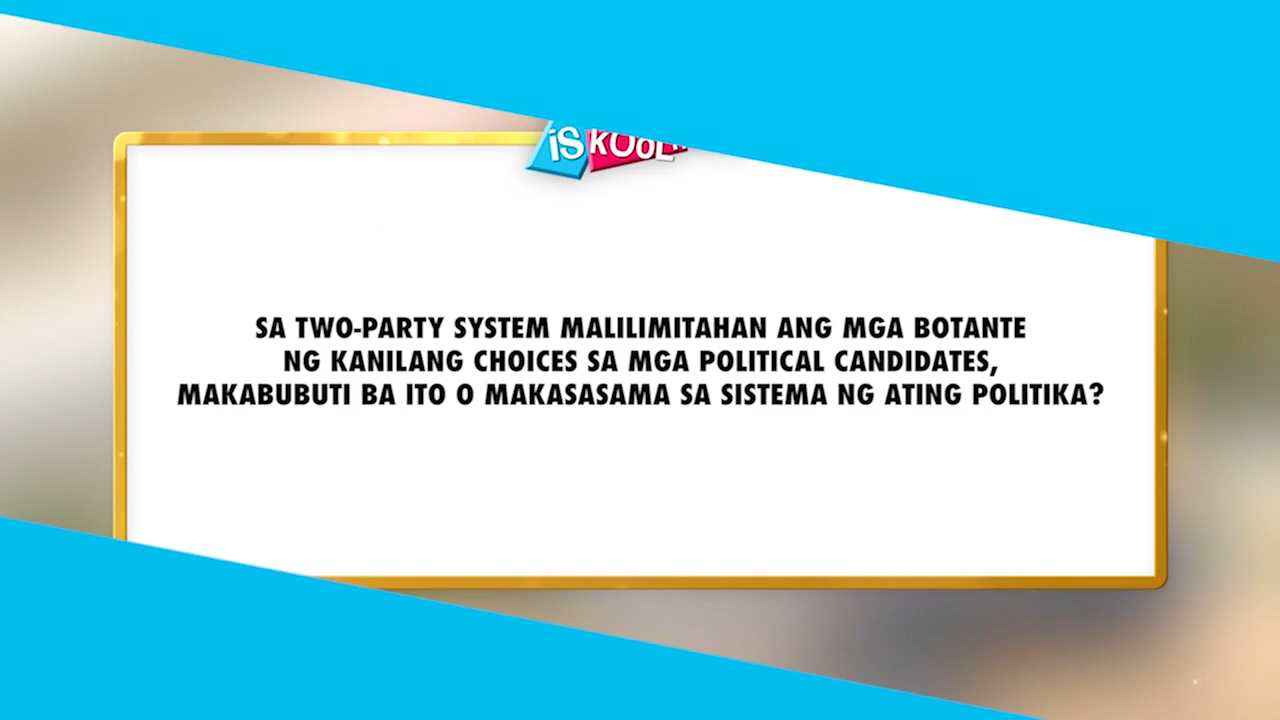 iSKOOL
SA TWO-PARTY SYSTEM MALILIMITAHAN ANG MGA BOTANTE
NG KANILANG CHOICES SA MGA POLITICAL CANDIDATES,
MAKABUBUTI BA ITO O MAKASASAMA SA SISTEMA NG ATING POLITIKA?